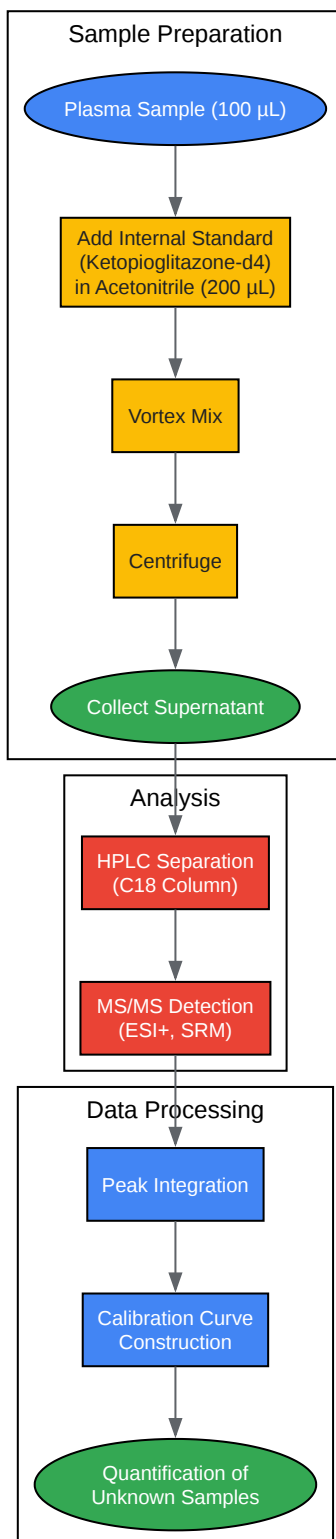 Sample Preparation
Plasma Sample (100 µL)
Add Internal Standard
(Ketopioglitazone-d4)
in Acetonitrile (200 µL)
Vortex Mix
Centrifuge
Collect Supernatant
Analysis
HPLC Separation
(C18 Column)
MS/MS Detection
(ESI+, SRM)
Data Processing
Peak Integration
Calibration Curve
Construction
Quantification of
Unknown Samples